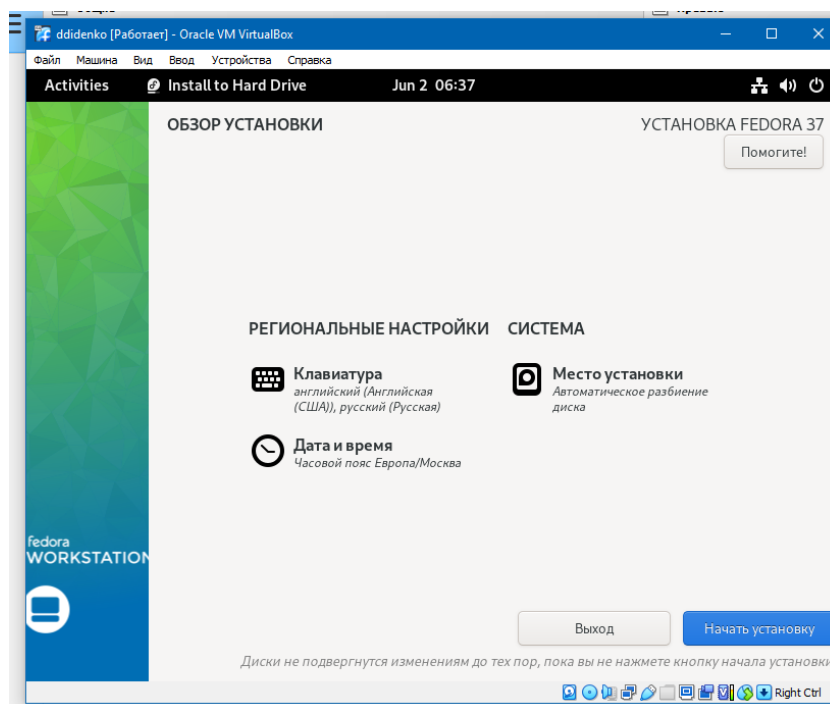 ddidenko [Работает] - Oracle VM VirtualBox
Файл Машина Вид Ввод Устройства Справка
Activities Install to Hard Drive Jun 2 06:37
ОБЗОР УСТАНОВКИ УСТАНОВКА FEDORA 37
Помогите!
РЕГИОНАЛЬНЫЕ НАСТРОЙКИ СИСТЕМА
Клавиатура
английский (Английская
(США)), русский (Русская)
Место установки
Автоматическое разбиение
диска
Дата и время
Часовой пояс Европа/Москва
fedora
WORKSTATION
Выход Начать установку
Диски не подвергнутся изменениям до тех пор, пока вы не нажмете кнопку начала установки
Right Ctrl